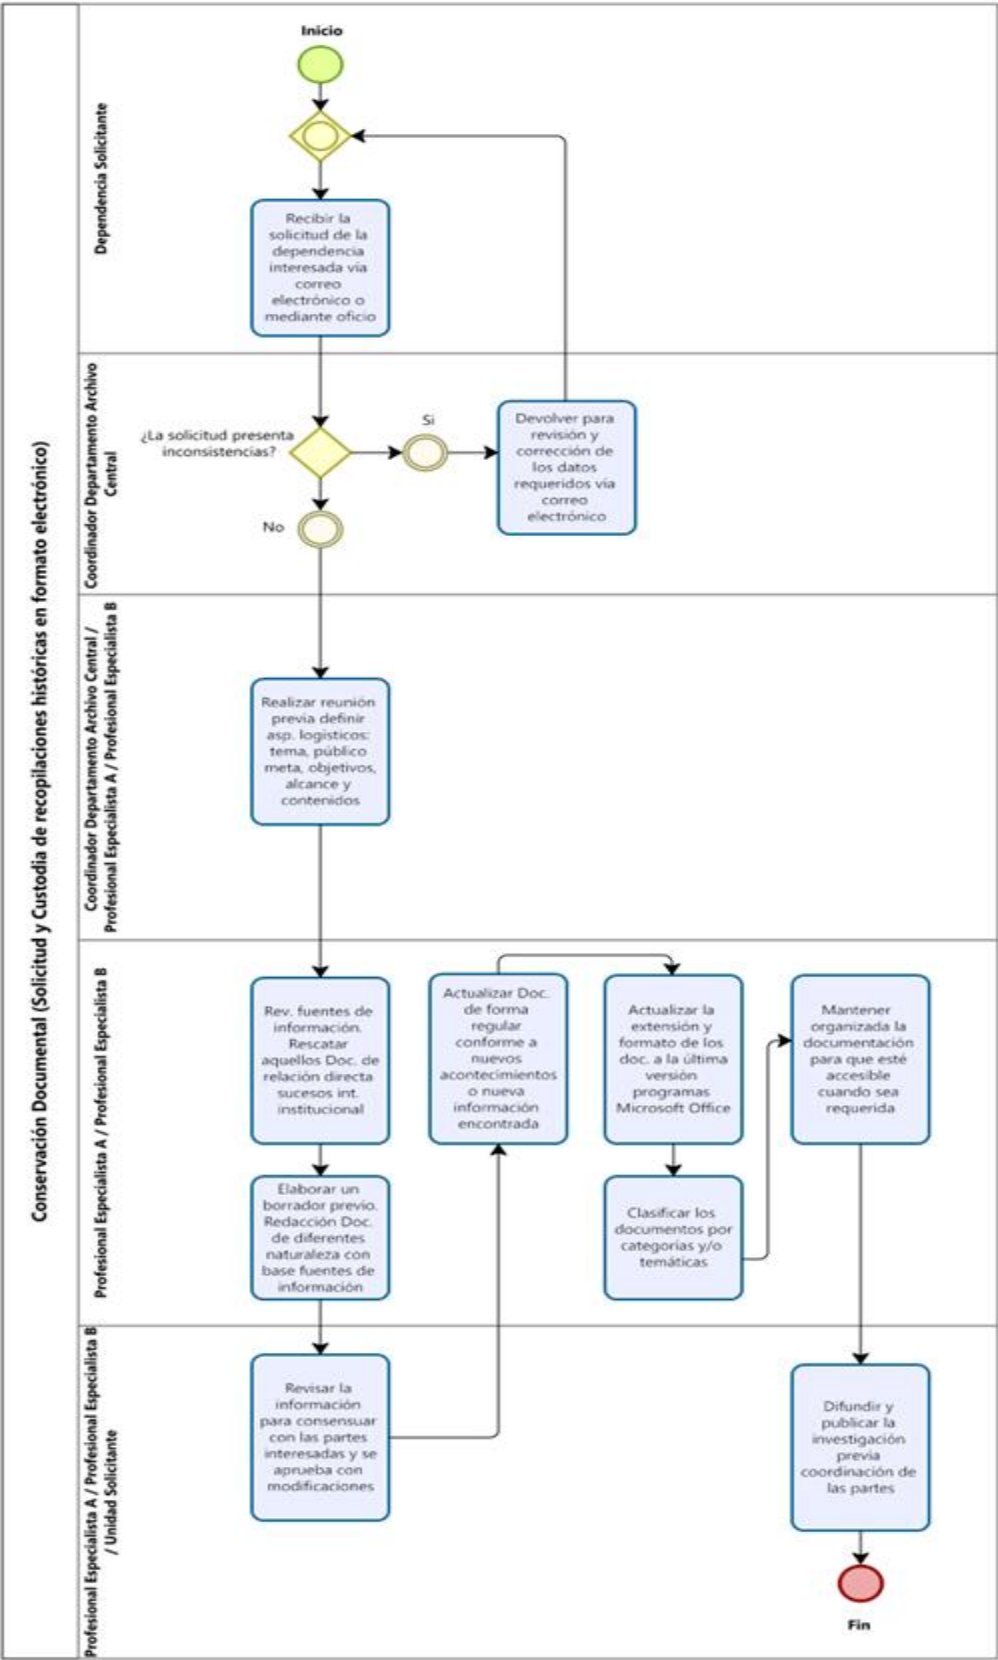 Conservación Documental (Solicitud y Custodia de recopilaciones históricas en formato electrónico)
Dependencia Solicitante
Inicio
Recibir la
solicitud de la
dependencia
interesada vía
correo
electrónico o
mediante oficio
Coordinador Departamento Archivo
Central
¿La solicitud presenta
inconsistencias?
Si
No
Devolver para
revisión y
corrección de
los datos
requeridos vía
correo
electrónico
Coordinador Departamento Archivo Central /
Profesional Especialista A / Profesional Especialista B
Realizar reunión
previa definir
asp. logísticos:
tema, público
meta, objetivos,
alcance y
contenidos
Profesional Especialista A / Profesional Especialista B
Rev. fuentes de
información.
Rescatar
aquellos Doc. de
relación directa
sucesos int.
institucional
Elaborar un
borrador previo.
Redacción Doc.
de diferentes
naturaleza con
base fuentes de
información
Actualizar Doc.
de forma
regular
conforme a
nuevos
acontecimientos
o nueva
información
encontrada
Actualizar la
extensión y
formato de los
doc. a la última
versión
programas
Microsoft Office
Clasificar los
documentos por
categorías y/o
temáticas
Mantener
organizada la
documentación
para que esté
accesible
cuando sea
requerida
Profesional Especialista A / Profesional Especialista B
/ Unidad Solicitante
Revisar la
información
para consensuar
con las partes
interesadas y se
aprueba con
modificaciones
Difundir y
publicar la
investigación
previa
coordinación de
las partes
Fin